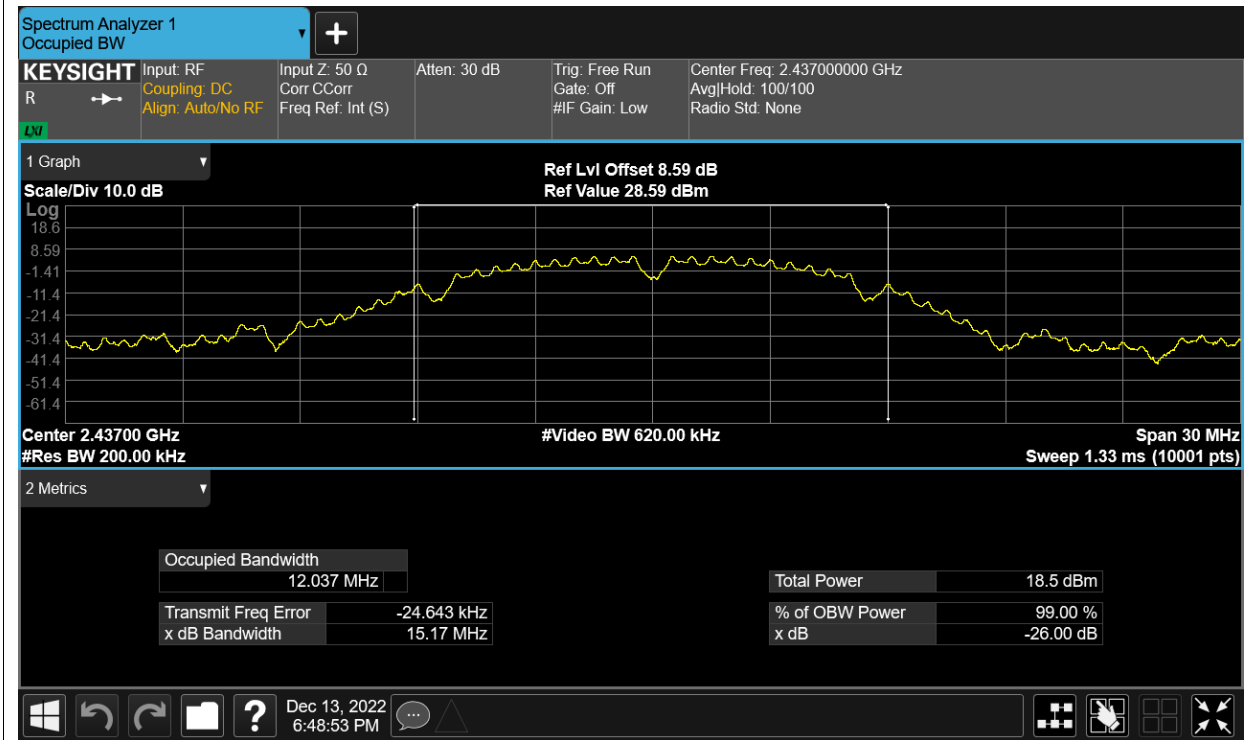 Spectrum Analyzer 1
Occupied BW
KEYSIGHT
R
LXI
Input: RF
Coupling: DC
Align: Auto/No RF
Input Z: 50 Ω
Corr CCorr
Freq Ref: Int (S)
Atten: 30 dB
Trig: Free Run
Gate: Off
#IF Gain: Low
Center Freq: 2.437000000 GHz
Avg|Hold: 100/100
Radio Std: None
1 Graph
Scale/Div 10.0 dB
Ref Lvl Offset 8.59 dB
Ref Value 28.59 dBm
Log
18.6
8.59
-1.41
-11.4
-21.4
-31.4
-41.4
-51.4
-61.4
Center 2.43700 GHz
#Video BW 620.00 kHz
Span 30 MHz
#Res BW 200.00 kHz
Sweep 1.33 ms (10001 pts)
2 Metrics
Occupied Bandwidth
12.037 MHz
Total Power 18.5 dBm
Transmit Freq Error -24.643 kHz
% of OBW Power 99.00 %
x dB Bandwidth 15.17 MHz
x dB -26.00 dB
?
Dec 13, 2022
6:48:53 PM